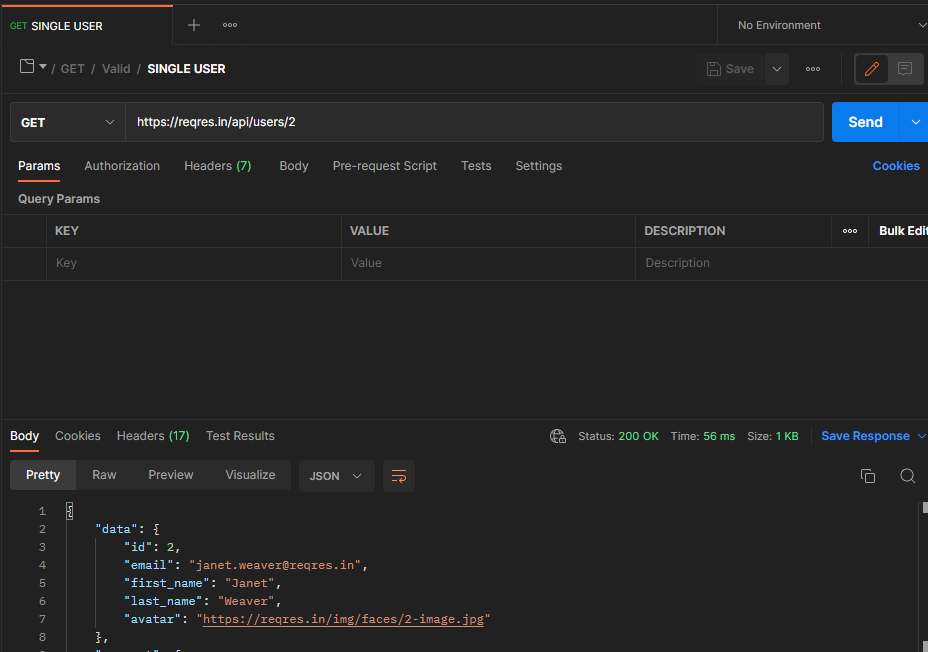 GET SINGLE USER
No Environment
/ GET / Valid / SINGLE USER
Save
GET https://reqres.in/api/users/2 Send
Params Authorization Headers (7) Body Pre-request Script Tests Settings Cookies
Query Params
KEY VALUE DESCRIPTION Bulk Edit
Key Value Description
Body Cookies Headers (17) Test Results Status: 200 OK Time: 56 ms Size: 1 KB Save Response
Pretty Raw Preview Visualize JSON
1 {
2 "data": {
3 "id": 2,
4 "email": "janet.weaver@reqres.in",
5 "first_name": "Janet",
6 "last_name": "Weaver",
7 "avatar": "https://reqres.in/img/faces/2-image.jpg"
8 },